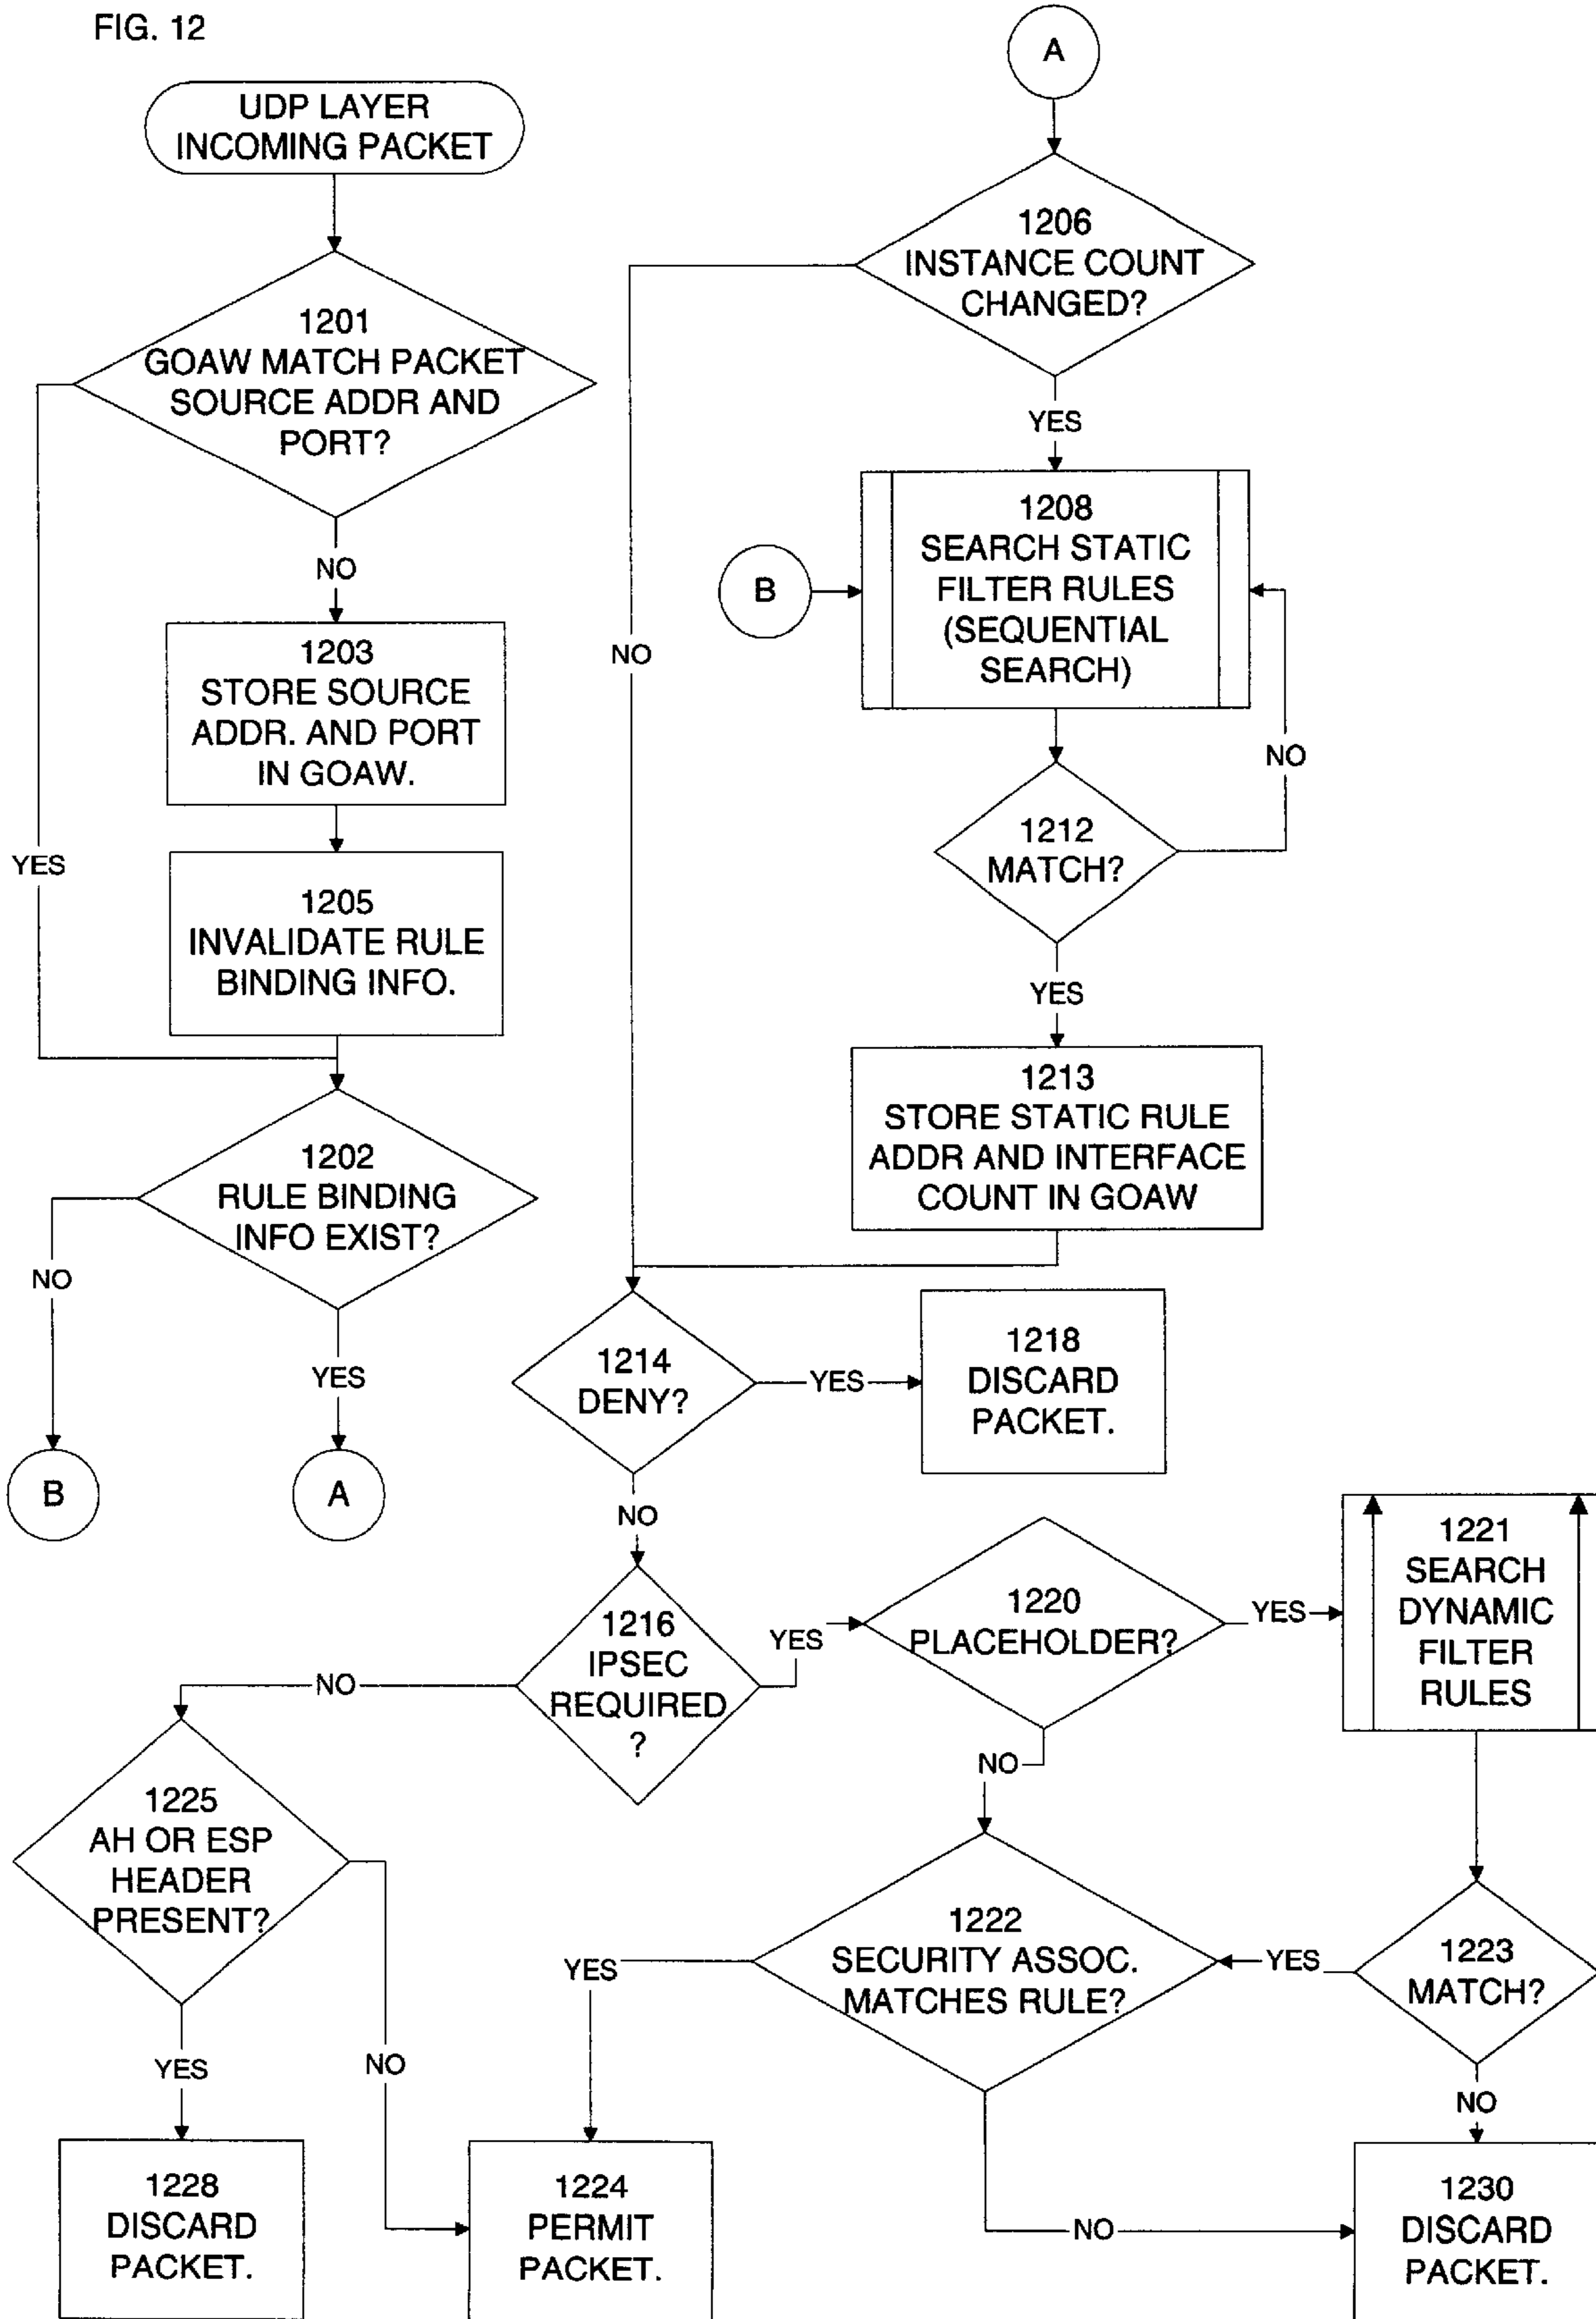 FIG. 12
UDP LAYER
INCOMING PACKET
1201
GOAW MATCH PACKET
SOURCE ADDR AND
PORT?
YES
NO
1203
STORE SOURCE
ADDR. AND PORT
IN GOAW.
1205
INVALIDATE RULE
BINDING INFO.
1202
RULE BINDING
INFO EXIST?
NO
YES
B
A
A
1206
INSTANCE COUNT
CHANGED?
NO
YES
B
1208
SEARCH STATIC
FILTER RULES
(SEQUENTIAL
SEARCH)
NO
1212
MATCH?
YES
1213
STORE STATIC RULE
ADDR AND INTERFACE
COUNT IN GOAW
1214
DENY?
YES
1218
DISCARD
PACKET.
NO
1216
IPSEC
REQUIRED
?
YES
NO
1220
PLACEHOLDER?
YES
NO
1221
SEARCH
DYNAMIC
FILTER
RULES
1225
AH OR ESP
HEADER
PRESENT?
YES
NO
1222
SECURITY ASSOC.
MATCHES RULE?
YES
NO
1223
MATCH?
YES
NO
1228
DISCARD
PACKET.
1224
PERMIT
PACKET.
1230
DISCARD
PACKET.